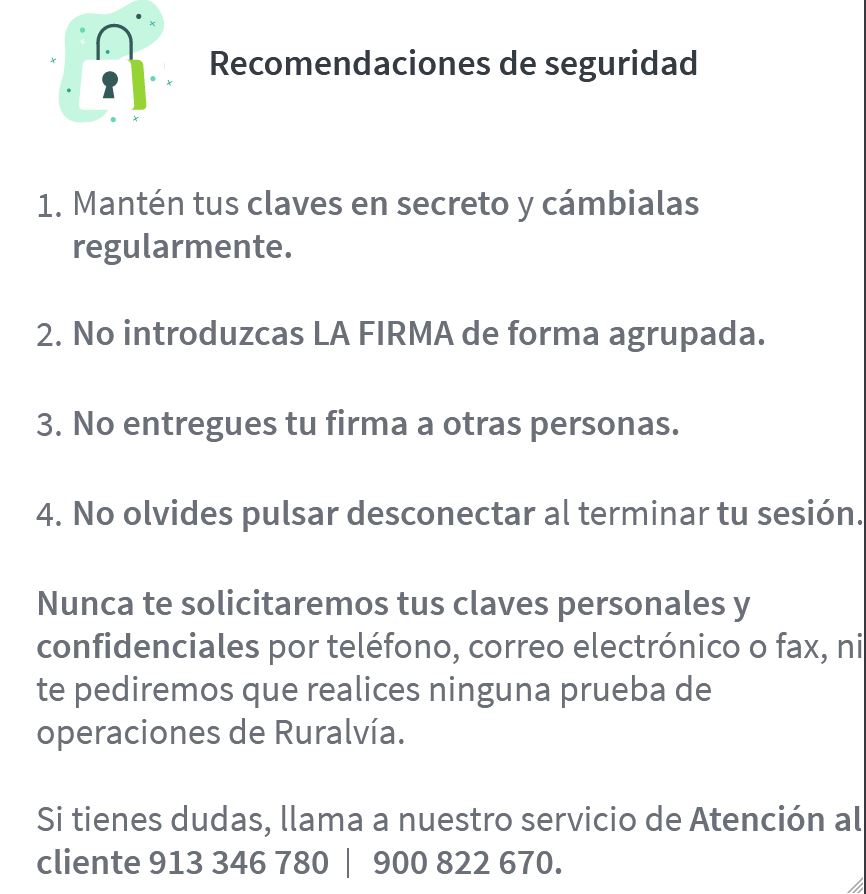 Recomendaciones de seguridad
1. Mantén tus claves en secreto y cámbialas
regularmente.
2. No introduzcas LA FIRMA de forma agrupada.
3. No entregues tu firma a otras personas.
4. No olvides pulsar desconectar al terminar tu sesión.
Nunca te solicitaremos tus claves personales y
confidenciales por teléfono, correo electrónico o fax, ni
te pediremos que realices ninguna prueba de
operaciones de Ruralvía.
Si tienes dudas, llama a nuestro servicio de Atención al
cliente 913 346 780 | 900 822 670.